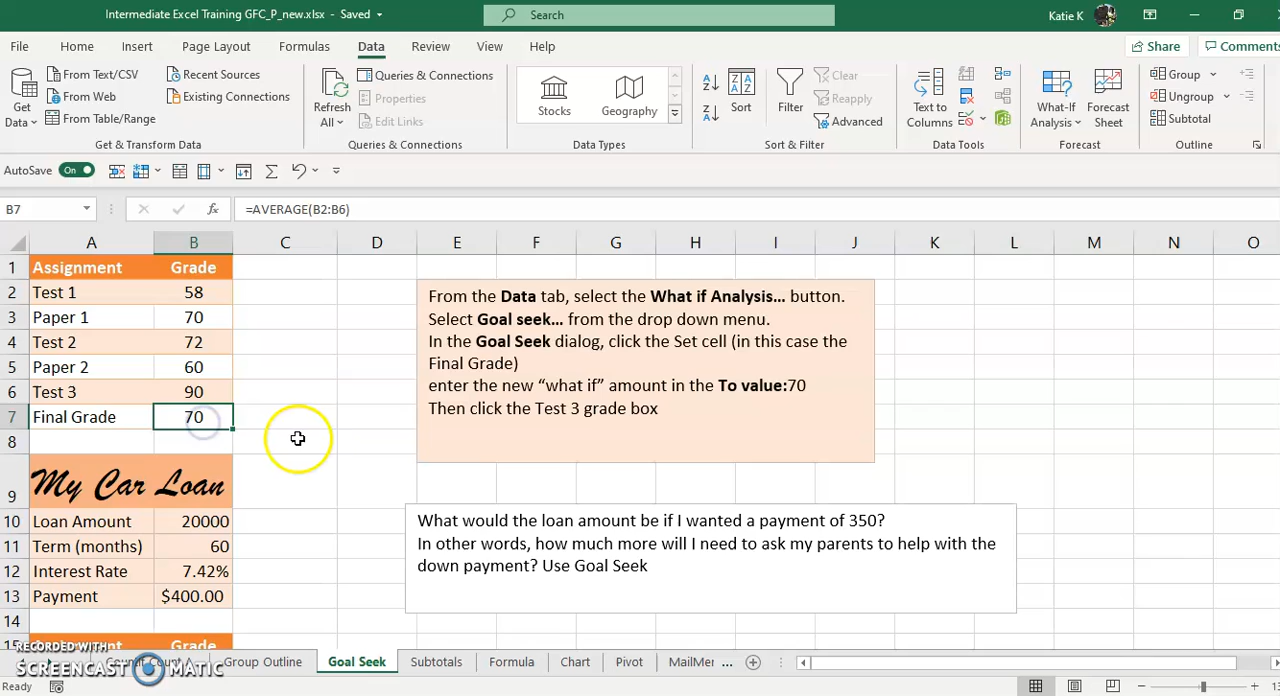 Intermediate Excel Training GFC_P_new.xlsx - Saved
Search
Katie K
File Home Insert Page Layout Formulas Data Review View Help
Share Comments
Get Data
From Text/CSV
From Web
From Table/Range
Recent Sources
Existing Connections
Get & Transform Data
Refresh All
Queries & Connections
Properties
Edit Links
Queries & Connections
Stocks
Geography
Data Types
Sort
Filter
Clear
Reapply
Advanced
Sort & Filter
Text to Columns
Data Tools
What-If Analysis
Forecast Sheet
Forecast
Group
Ungroup
Subtotal
Outline
AutoSave On
B7 fx =AVERAGE(B2:B6)
A B C D E F G H I J K L M N O
1 Assignment Grade
2 Test 1 58
3 Paper 1 70
4 Test 2 72
5 Paper 2 60
6 Test 3 90
7 Final Grade 70
8
9 My Car Loan
10 Loan Amount 20000
11 Term (months) 60
12 Interest Rate 7.42%
13 Payment $400.00
14
15 Grade
From the Data tab, select the What if Analysis... button.
Select Goal seek... from the drop down menu.
In the Goal Seek dialog, click the Set cell (in this case the
Final Grade)
enter the new “what if” amount in the To value:70
Then click the Test 3 grade box
What would the loan amount be if I wanted a payment of 350?
In other words, how much more will I need to ask my parents to help with the
down payment? Use Goal Seek
RECORDED WITH
SCREENCAST MATIC
Group Outline Goal Seek Subtotals Formula Chart Pivot MailMer ...
Ready